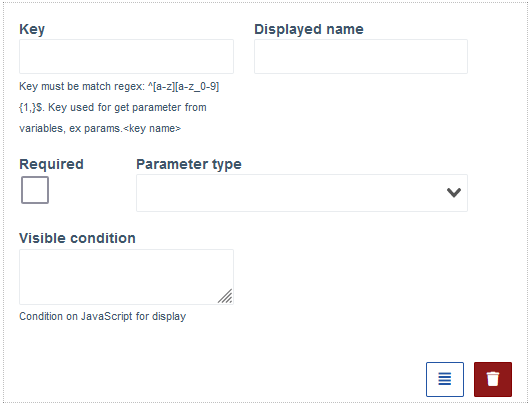 Key
Displayed name
Key must be match regex: ^[a-z][a-z_0-9]
{1,}$. Key used for get parameter from
variables, ex params.<key name>
Required
Parameter type
Visible condition
Condition on JavaScript for display